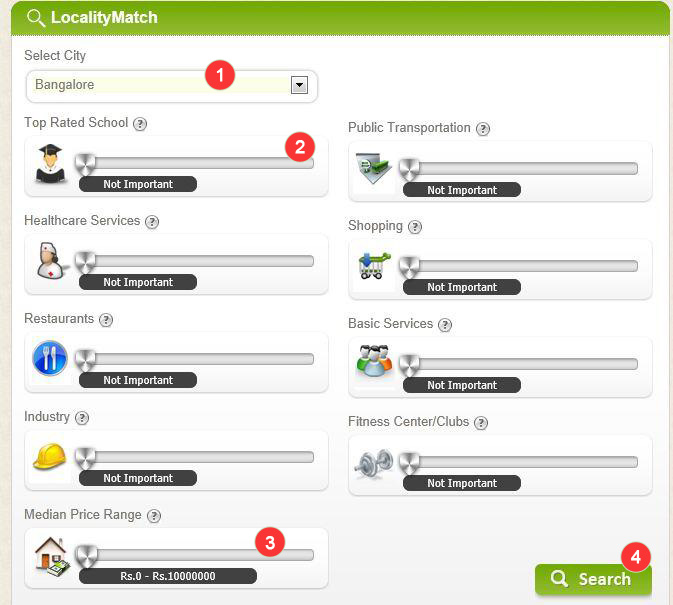 LocalityMatch
Select City
Bangalore
1
Top Rated School ?
2
Not Important
Public Transportation ?
Not Important
Healthcare Services ?
Not Important
Shopping ?
Not Important
Restaurants ?
Not Important
Basic Services ?
Not Important
Industry ?
Not Important
Fitness Center/Clubs ?
Not Important
Median Price Range ?
3
Rs.0 - Rs.10000000
4
Search